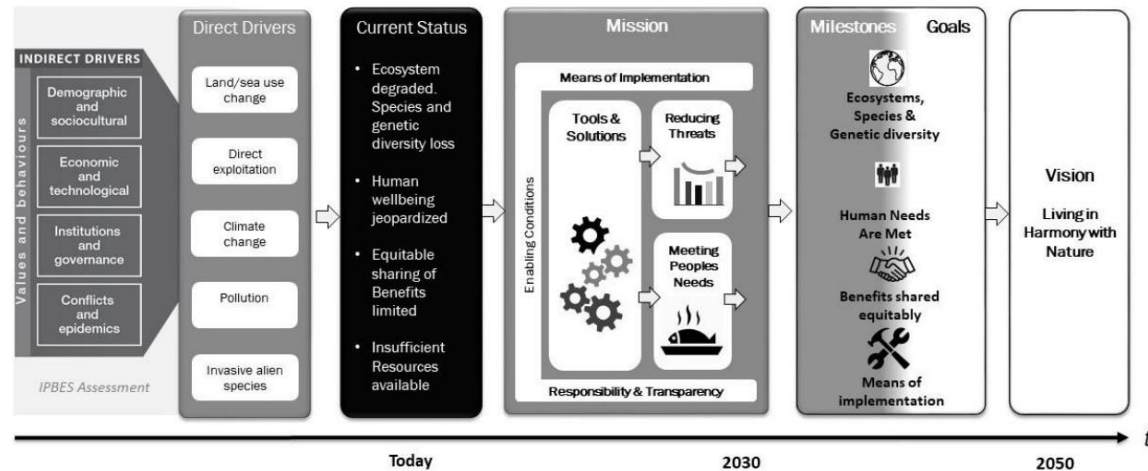 INDIRECT DRIVERS
Values and behaviours
Demographic
and
sociocultural
Economic
and
technological
Institutions
and
governance
Conflicts
and
epidemics
IPBES Assessment
Direct Drivers
Land/sea use
change
Direct
exploitation
Climate
change
Pollution
Invasive alien
species
Current Status
• Ecosystem
degraded.
Species and
genetic
diversity loss
• Human
wellbeing
jeopardized
• Equitable
sharing of
Benefits
limited
• Insufficient
Resources
available
Mission
Means of Implementation
Enabling Conditions
Tools &
Solutions
Reducing
Threats
Meeting
Peoples
Needs
Responsibility & Transparency
Milestones Goals
Ecosystems,
Species &
Genetic diversity
Human Needs
Are Met
Benefits shared
equitably
Means of
implementation
Vision
Living in
Harmony with
Nature
Today 2030 2050
t